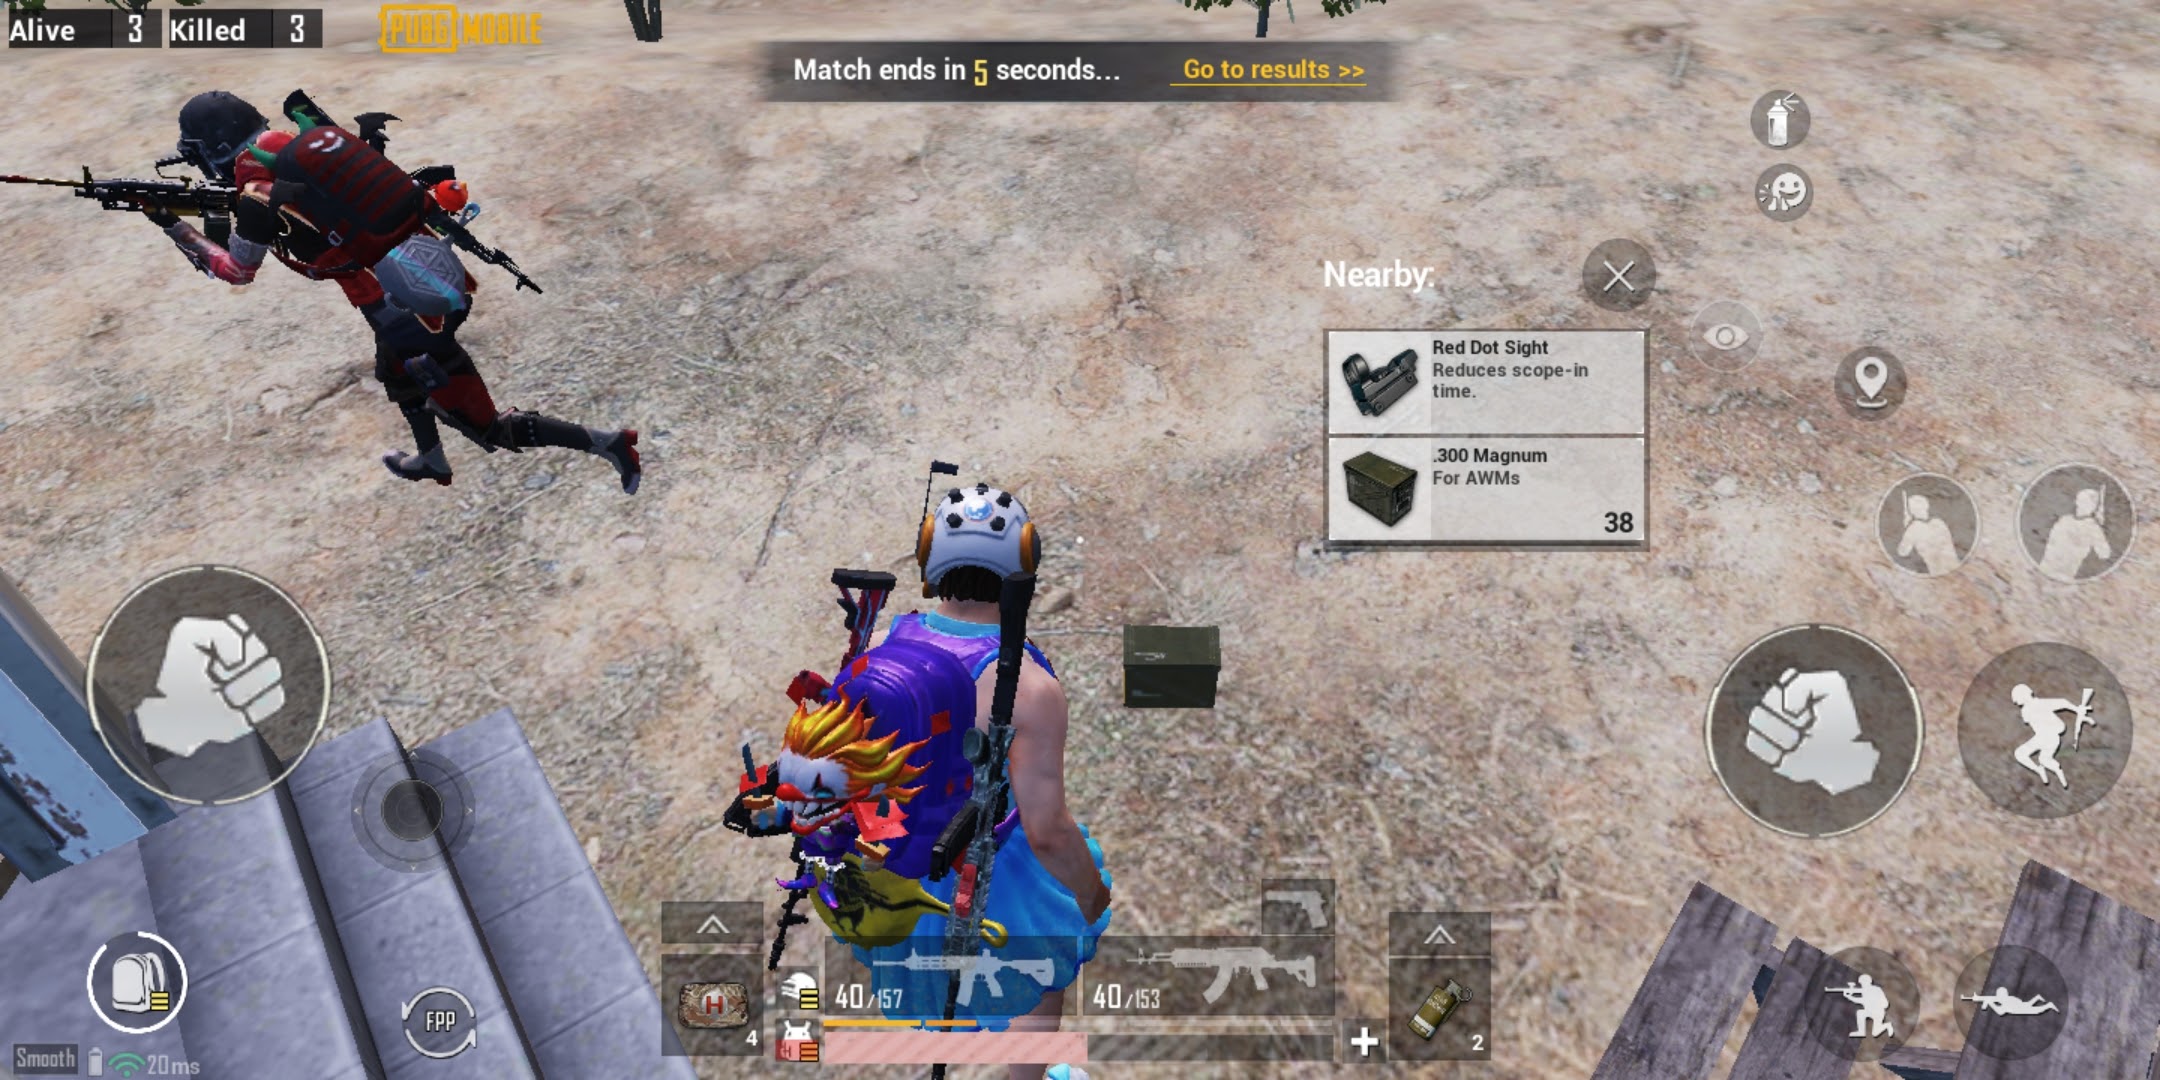 Alive 3 Killed 3
PUBG MOBILE
Match ends in 5 seconds... Go to results >>
Nearby:
Red Dot Sight
Reduces scope-in
time.
.300 Magnum
For AWMs
38
40/157
40/153
H
4
2
FPP
Smooth 20ms